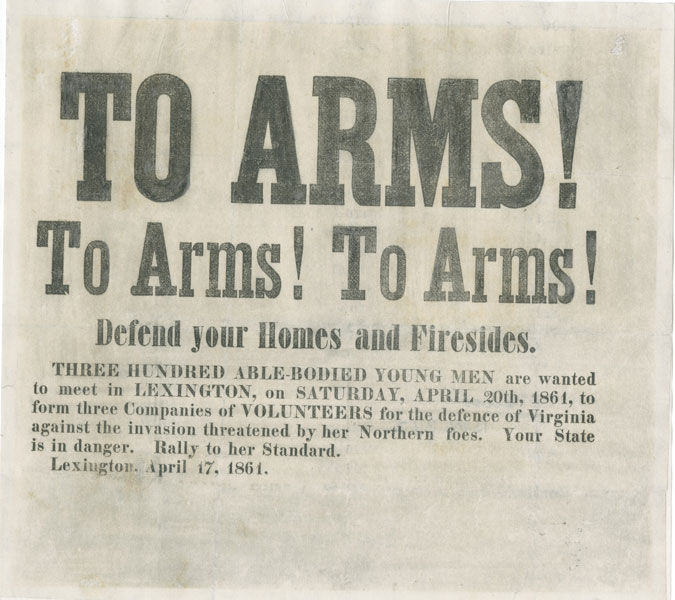 TO ARMS!
To Arms! To Arms!
Defend your Homes and Firesides.
THREE HUNDRED ABLE-BODIED YOUNG MEN are wanted
to meet in LEXINGTON, on SATURDAY, APRIL 20th, 1861, to
form three Companies of VOLUNTEERS for the defence of Virginia
against the invasion threatened by her Northern foes. Your State
is in danger. Rally to her Standard.
Lexington, April 17, 1861.